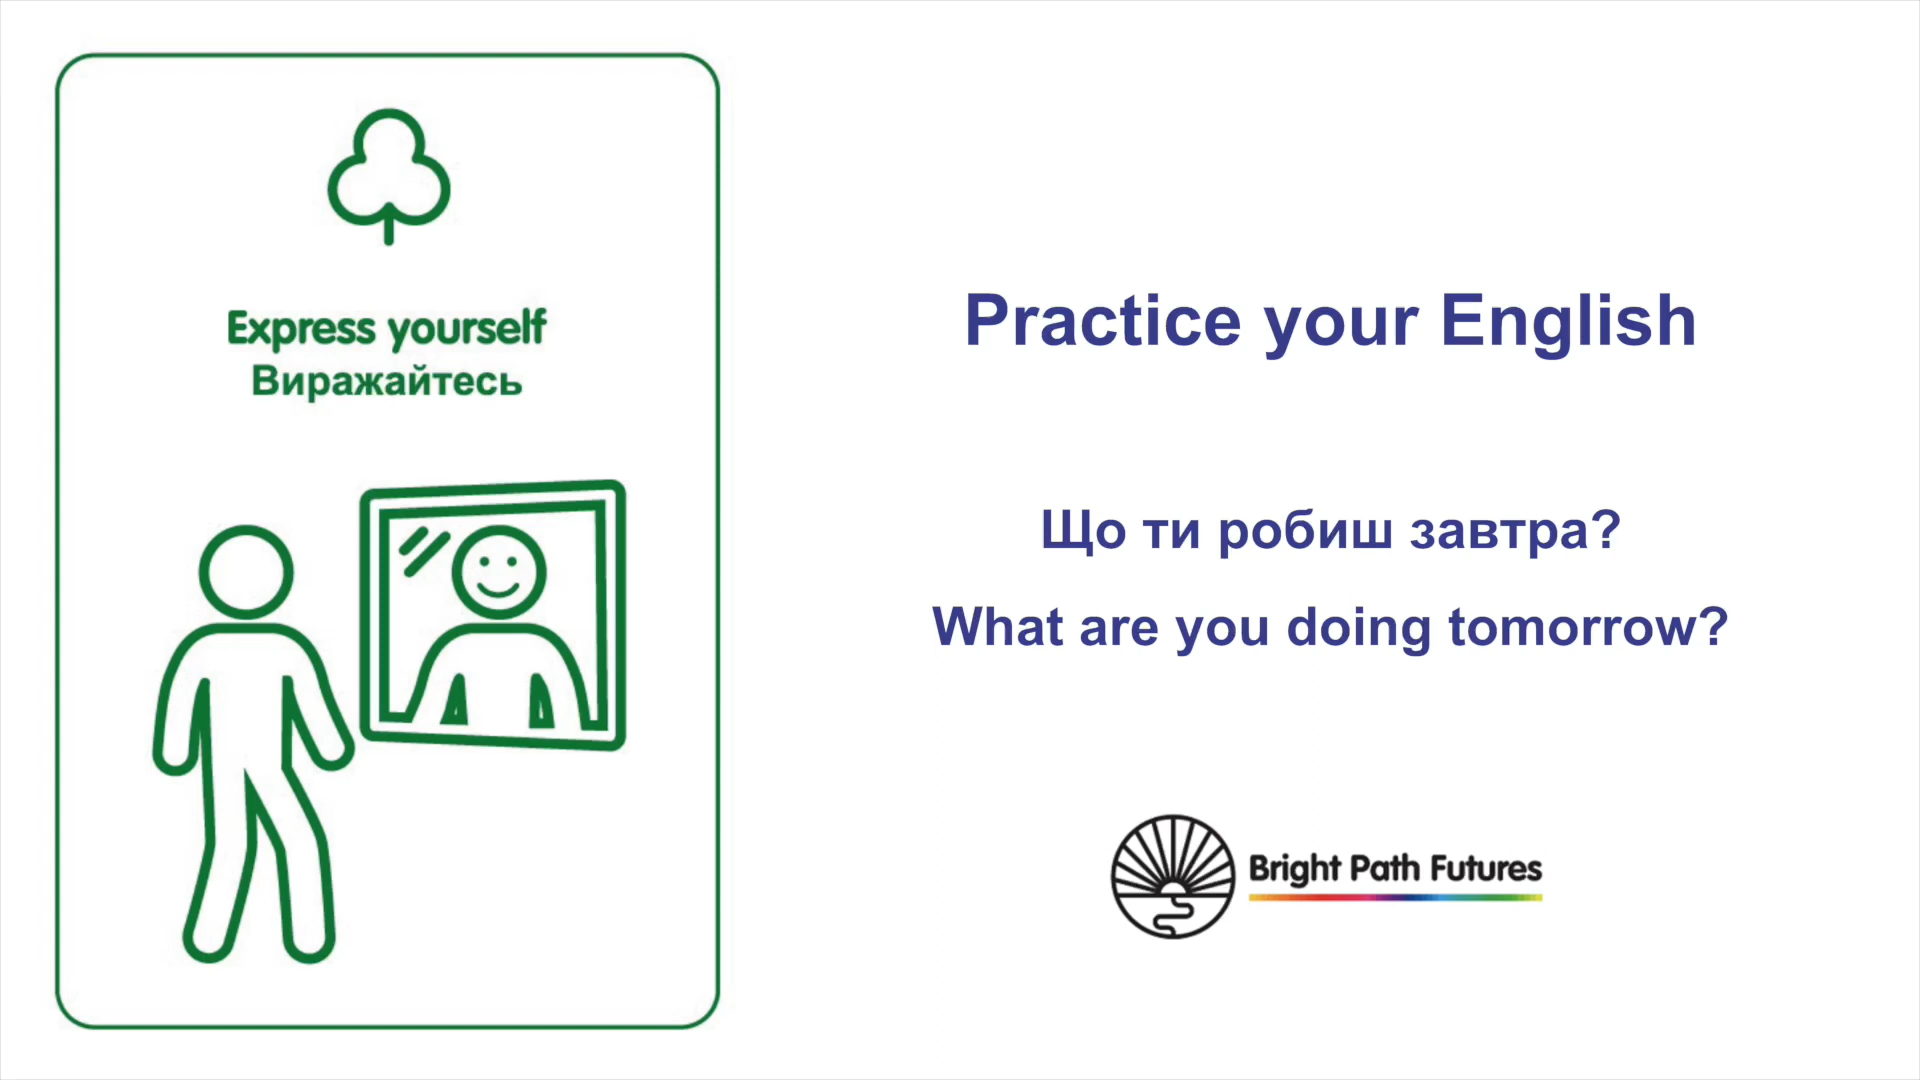 Express yourself
Виражайтесь
Practice your English
Що ти робиш завтра?
What are you doing tomorrow?
Bright Path Futures